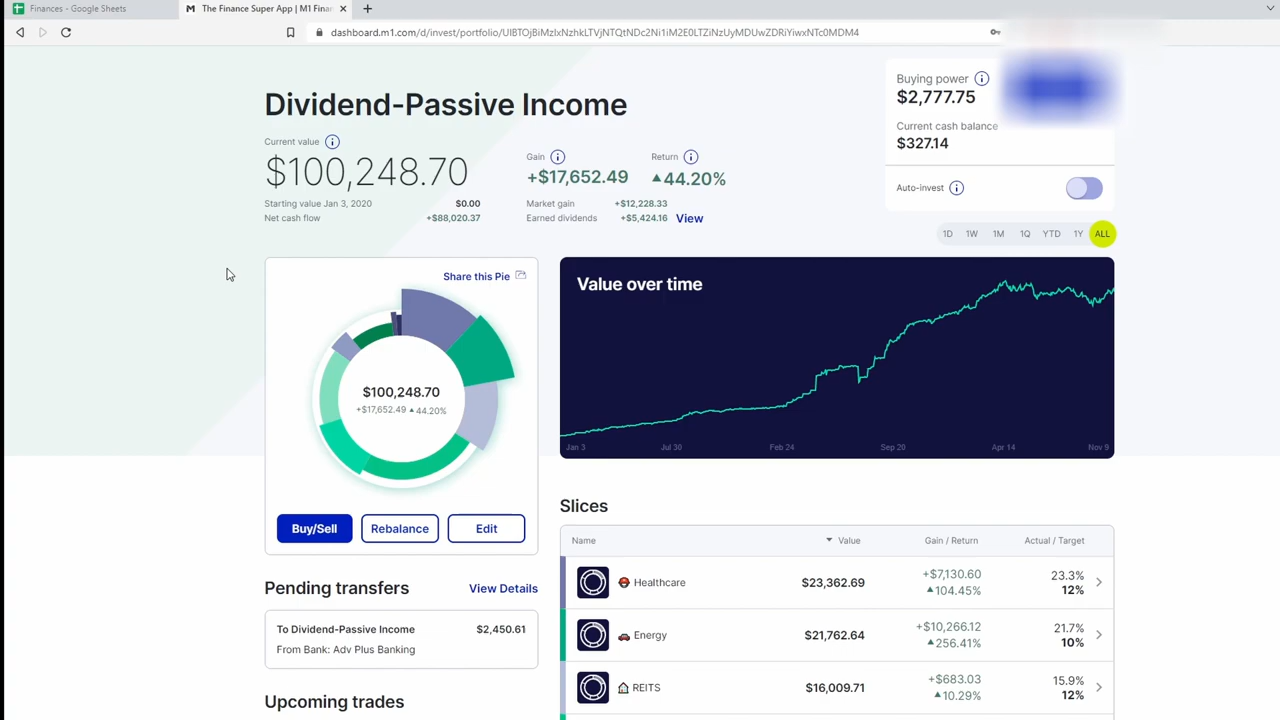 Finances - Google Sheets
The Finance Super App | M1 Finan
dashboard.m1.com/d/invest/portfolio/
Dividend-Passive Income
Buying power
$2,777.75
Current cash balance
$327.14
Auto-invest
Current value
$100,248.70
Starting value Jan 3, 2020 $0.00
Net cash flow +$88,020.37
Gain
+$17,652.49
Return
44.20%
Market gain +$12,228.33
Earned dividends +$5,424.16 View
1D 1W 1M 1Q YTD 1Y ALL
Share this Pie
$100,248.70
+$17,652.49 44.20%
Buy/Sell Rebalance Edit
Value over time
Jan 3 Jul 30 Feb 24 Sep 20 Apr 14 Nov 9
Pending transfers View Details
To Dividend-Passive Income $2,450.61
From Bank: Adv Plus Banking
Upcoming trades
Slices
Name Value Gain / Return Actual / Target
Healthcare $23,362.69 +$7,130.60 104.45% 23.3% 12%
Energy $21,762.64 +$10,266.12 256.41% 21.7% 10%
REITS $16,009.71 +$683.03 10.29% 15.9% 12%